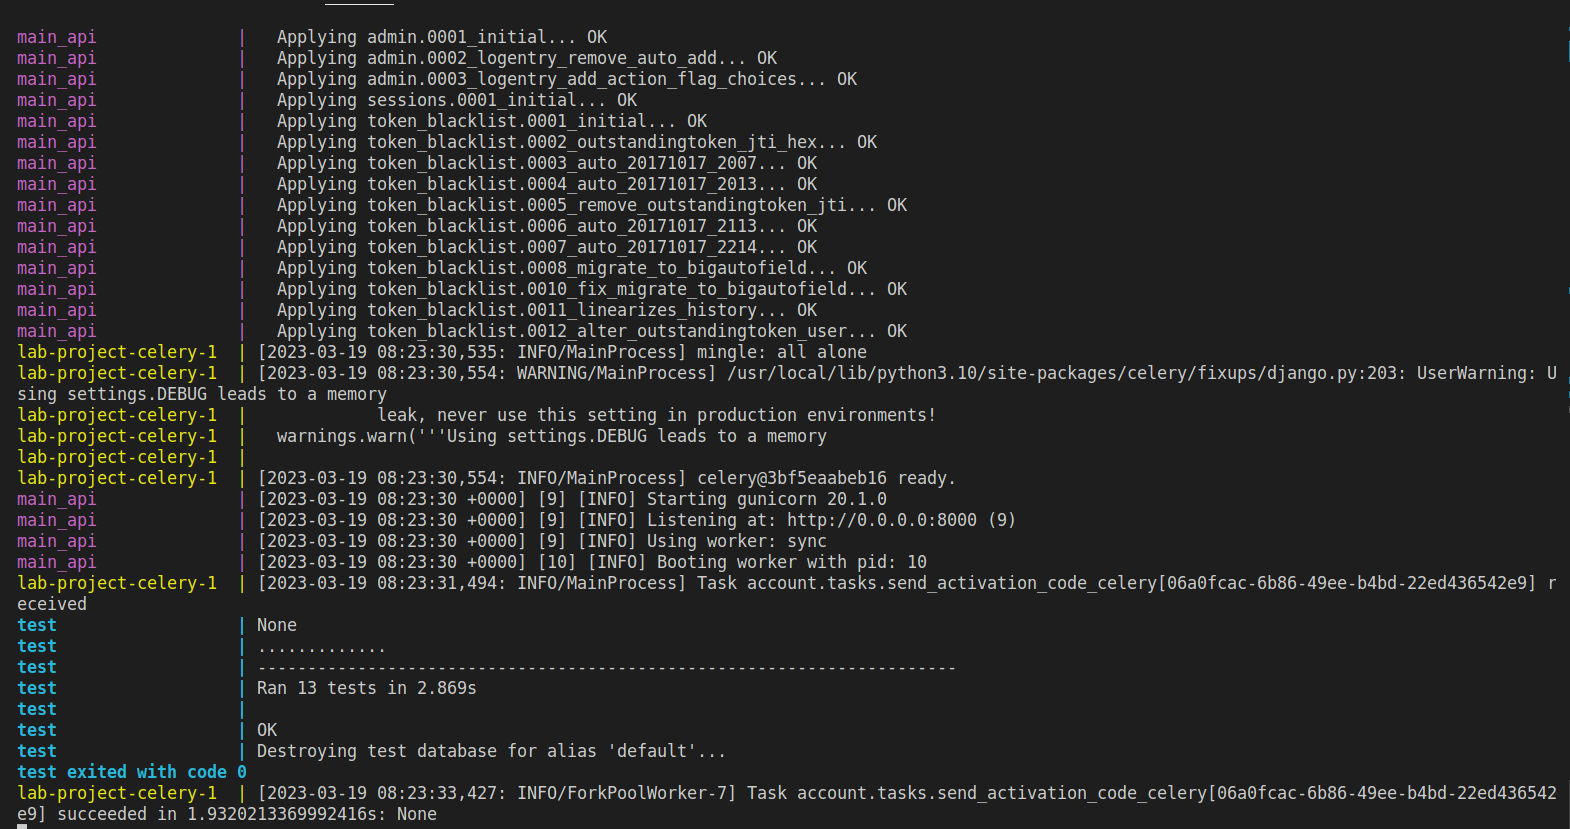 main_api | Applying admin.0001_initial... OK
main_api | Applying admin.0002_logentry_remove_auto_add... OK
main_api | Applying admin.0003_logentry_add_action_flag_choices... OK
main_api | Applying sessions.0001_initial... OK
main_api | Applying token_blacklist.0001_initial... OK
main_api | Applying token_blacklist.0002_outstandingtoken_jti_hex... OK
main_api | Applying token_blacklist.0003_auto_20171017_2007... OK
main_api | Applying token_blacklist.0004_auto_20171017_2013... OK
main_api | Applying token_blacklist.0005_remove_outstandingtoken_jti... OK
main_api | Applying token_blacklist.0006_auto_20171017_2113... OK
main_api | Applying token_blacklist.0007_auto_20171017_2214... OK
main_api | Applying token_blacklist.0008_migrate_to_bigautofield... OK
main_api | Applying token_blacklist.0010_fix_migrate_to_bigautofield... OK
main_api | Applying token_blacklist.0011_linearizes_history... OK
main_api | Applying token_blacklist.0012_alter_outstandingtoken_user... OK
lab-project-celery-1 | [2023-03-19 08:23:30,535: INFO/MainProcess] mingle: all alone
lab-project-celery-1 | [2023-03-19 08:23:30,554: WARNING/MainProcess] /usr/local/lib/python3.10/site-packages/celery/fixups/django.py:203: UserWarning: U
sing settings.DEBUG leads to a memory
lab-project-celery-1 | leak, never use this setting in production environments!
lab-project-celery-1 | warnings.warn('''Using settings.DEBUG leads to a memory
lab-project-celery-1 |
lab-project-celery-1 | [2023-03-19 08:23:30,554: INFO/MainProcess] celery@3bf5eaabeb16 ready.
main_api | [2023-03-19 08:23:30 +0000] [9] [INFO] Starting gunicorn 20.1.0
main_api | [2023-03-19 08:23:30 +0000] [9] [INFO] Listening at: http://0.0.0.0:8000 (9)
main_api | [2023-03-19 08:23:30 +0000] [9] [INFO] Using worker: sync
main_api | [2023-03-19 08:23:30 +0000] [10] [INFO] Booting worker with pid: 10
lab-project-celery-1 | [2023-03-19 08:23:31,494: INFO/MainProcess] Task account.tasks.send_activation_code_celery[06a0fcac-6b86-49ee-b4bd-22ed436542e9] r
eceived
test | None
test | .............
test | ----------------------------------------------------------------------
test | Ran 13 tests in 2.869s
test |
test | OK
test | Destroying test database for alias 'default'...
test exited with code 0
lab-project-celery-1 | [2023-03-19 08:23:33,427: INFO/ForkPoolWorker-7] Task account.tasks.send_activation_code_celery[06a0fcac-6b86-49ee-b4bd-22ed436542
e9] succeeded in 1.9320213369992416s: None